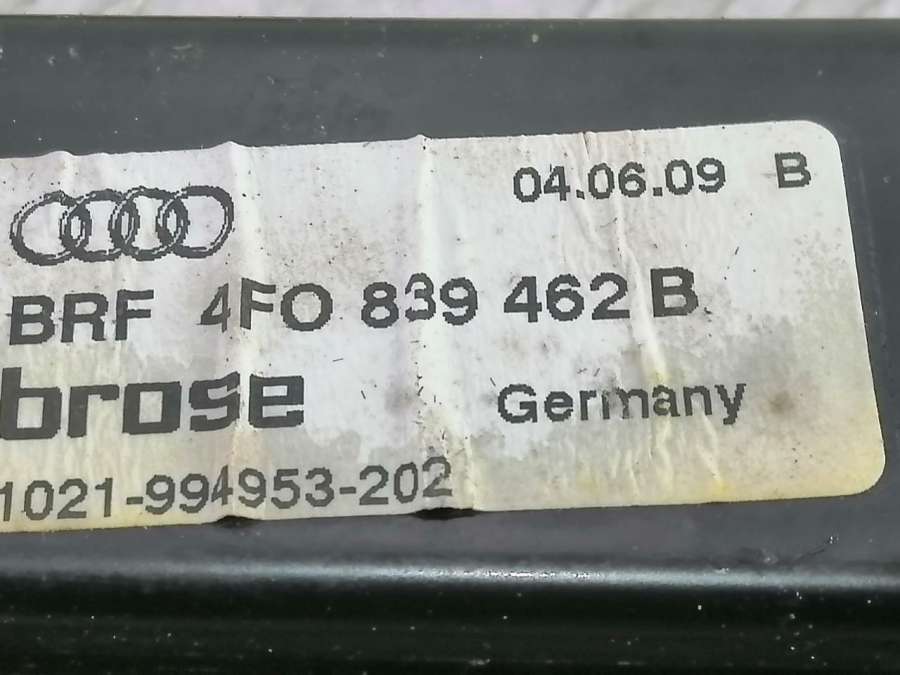 04.06.09 B
BRF 4F0 839 462 B
brose Germany
1021-994953-202